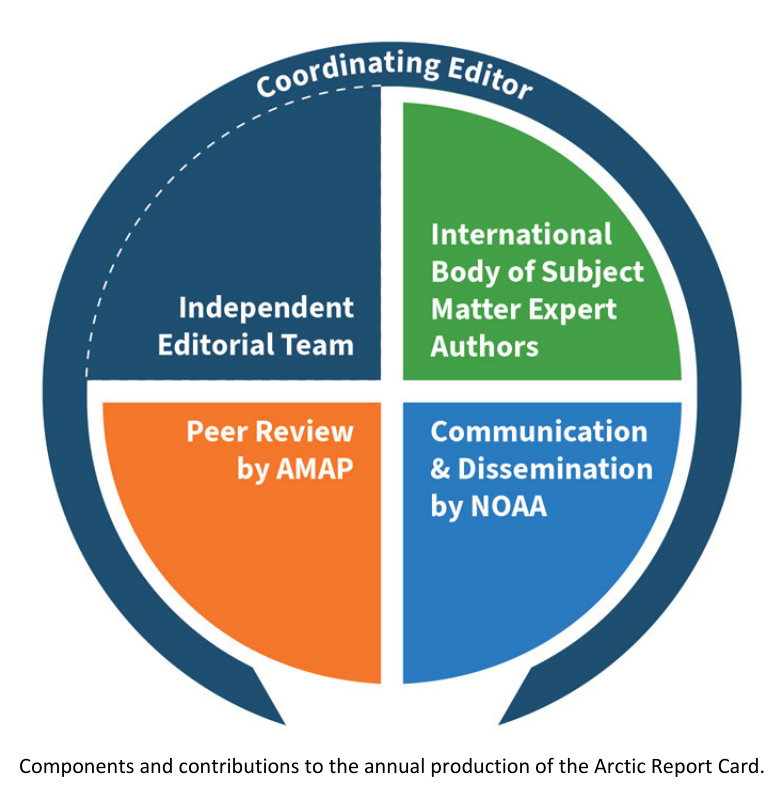 Coordinating Editor
Independent
Editorial Team
International
Body of Subject
Matter Expert
Authors
Peer Review
by AMAP
Communication
& Dissemination
by NOAA
Components and contributions to the annual production of the Arctic Report Card.